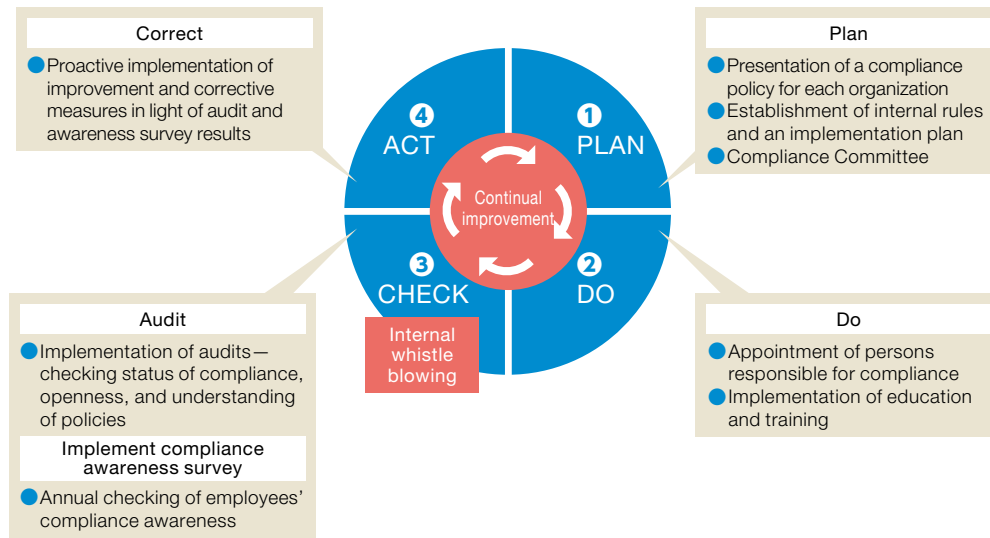 Correct
● Proactive implementation of
improvement and corrective
measures in light of audit and
awareness survey results
Plan
● Presentation of a compliance
policy for each organization
● Establishment of internal rules
and an implementation plan
● Compliance Committee
❹
ACT
❶
PLAN
Continual
improvement
❸
CHECK
❷
DO
Internal
whistle
blowing
Audit
● Implementation of audits—
checking status of compliance,
openness, and understanding
of policies
Implement compliance
awareness survey
● Annual checking of employees’
compliance awareness
Do
● Appointment of persons
responsible for compliance
● Implementation of education
and training